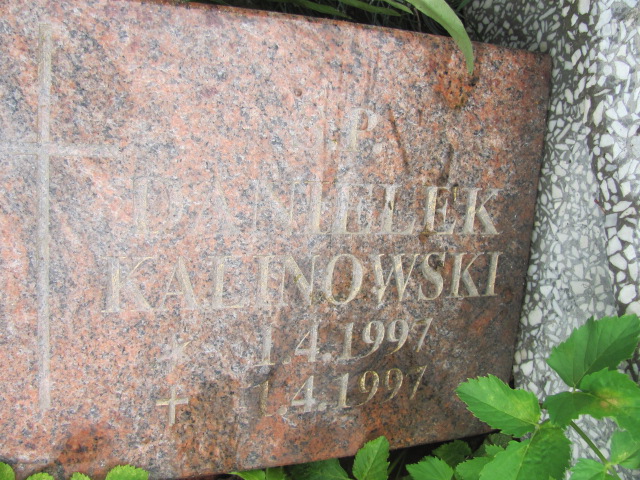 Ś.P.
DANIELEK
KALINOWSKI
* 1.4.1997
+ 1.4.1997